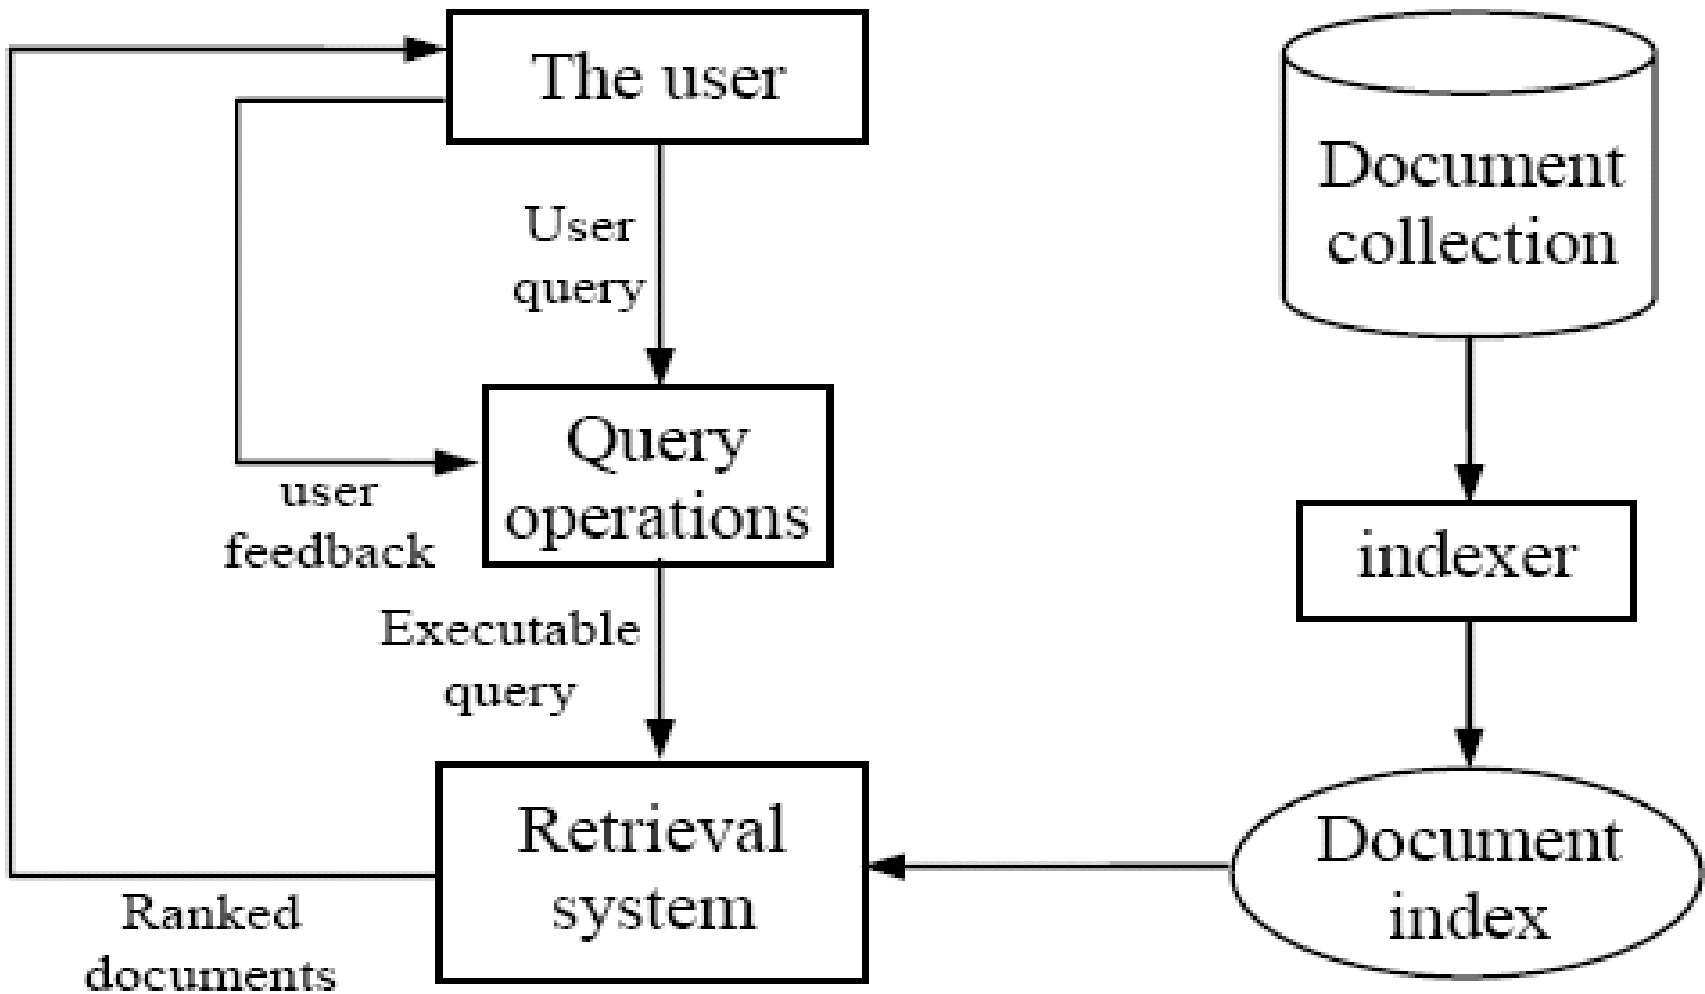 The user
User
query
Query
operations
user
feedback
Executable
query
Retrieval
system
Ranked
documents
Document
collection
indexer
Document
index